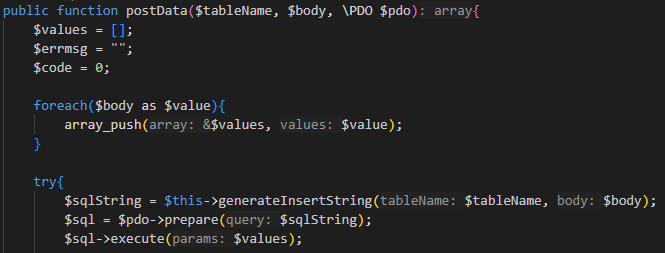 public function postData($tableName, $body, \PDO $pdo): array{
$values = [];
$errmsg = "";
$code = 0;
foreach($body as $value){
array_push(array: &$values, values: $value);
}
try{
$sqlString = $this->generateInsertString(tableName: $tableName, body: $body);
$sql = $pdo->prepare(query: $sqlString);
$sql->execute(params: $values);